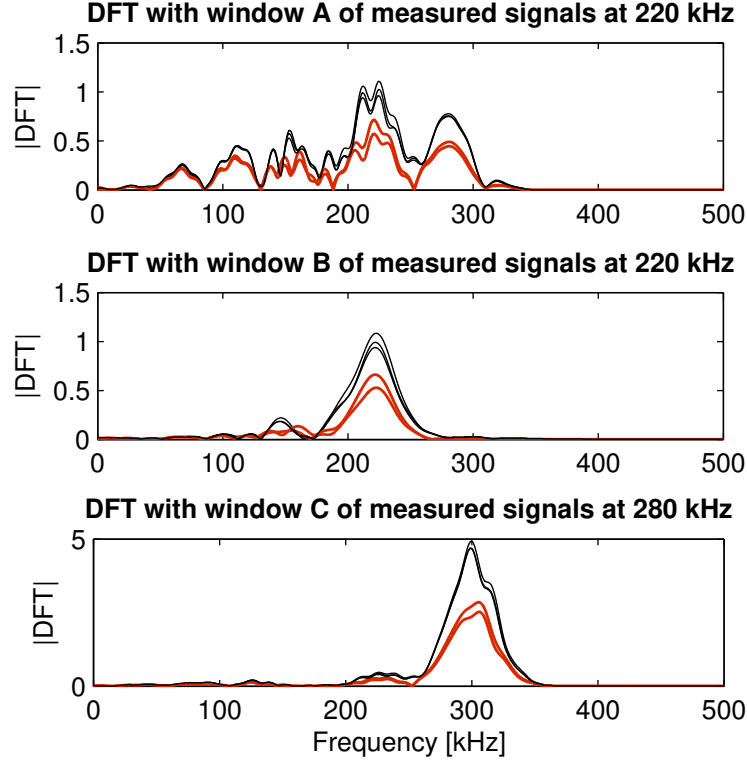 DFT with window A of measured signals at 220 kHz
1.5
1
0.5
0
|DFT|
0 100 200 300 400 500
DFT with window B of measured signals at 220 kHz
1.5
1
0.5
0
|DFT|
0 100 200 300 400 500
DFT with window C of measured signals at 280 kHz
5
0
|DFT|
0 100 200 300 400 500
Frequency [kHz]